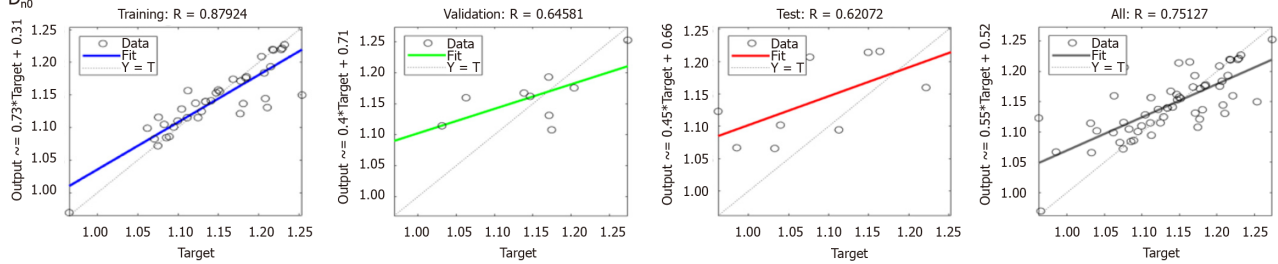 Dn0
Training: R = 0.87924
Output ~= 0.73*Target + 0.31
1.25
1.20
1.15
1.10
1.05
1.00
Data
Fit
Y = T
1.00 1.05 1.10 1.15 1.20 1.25
Target
Validation: R = 0.64581
Output ~= 0.4*Target + 0.71
1.25
1.20
1.15
1.10
1.05
1.00
Data
Fit
Y = T
1.00 1.05 1.10 1.15 1.20 1.25
Target
Test: R = 0.62072
Output ~= 0.45*Target + 0.66
1.25
1.20
1.15
1.10
1.05
1.00
Data
Fit
Y = T
1.00 1.05 1.10 1.15 1.20 1.25
Target
All: R = 0.75127
Output ~= 0.55*Target + 0.52
1.25
1.20
1.15
1.10
1.05
1.00
Data
Fit
Y = T
1.00 1.05 1.10 1.15 1.20 1.25
Target